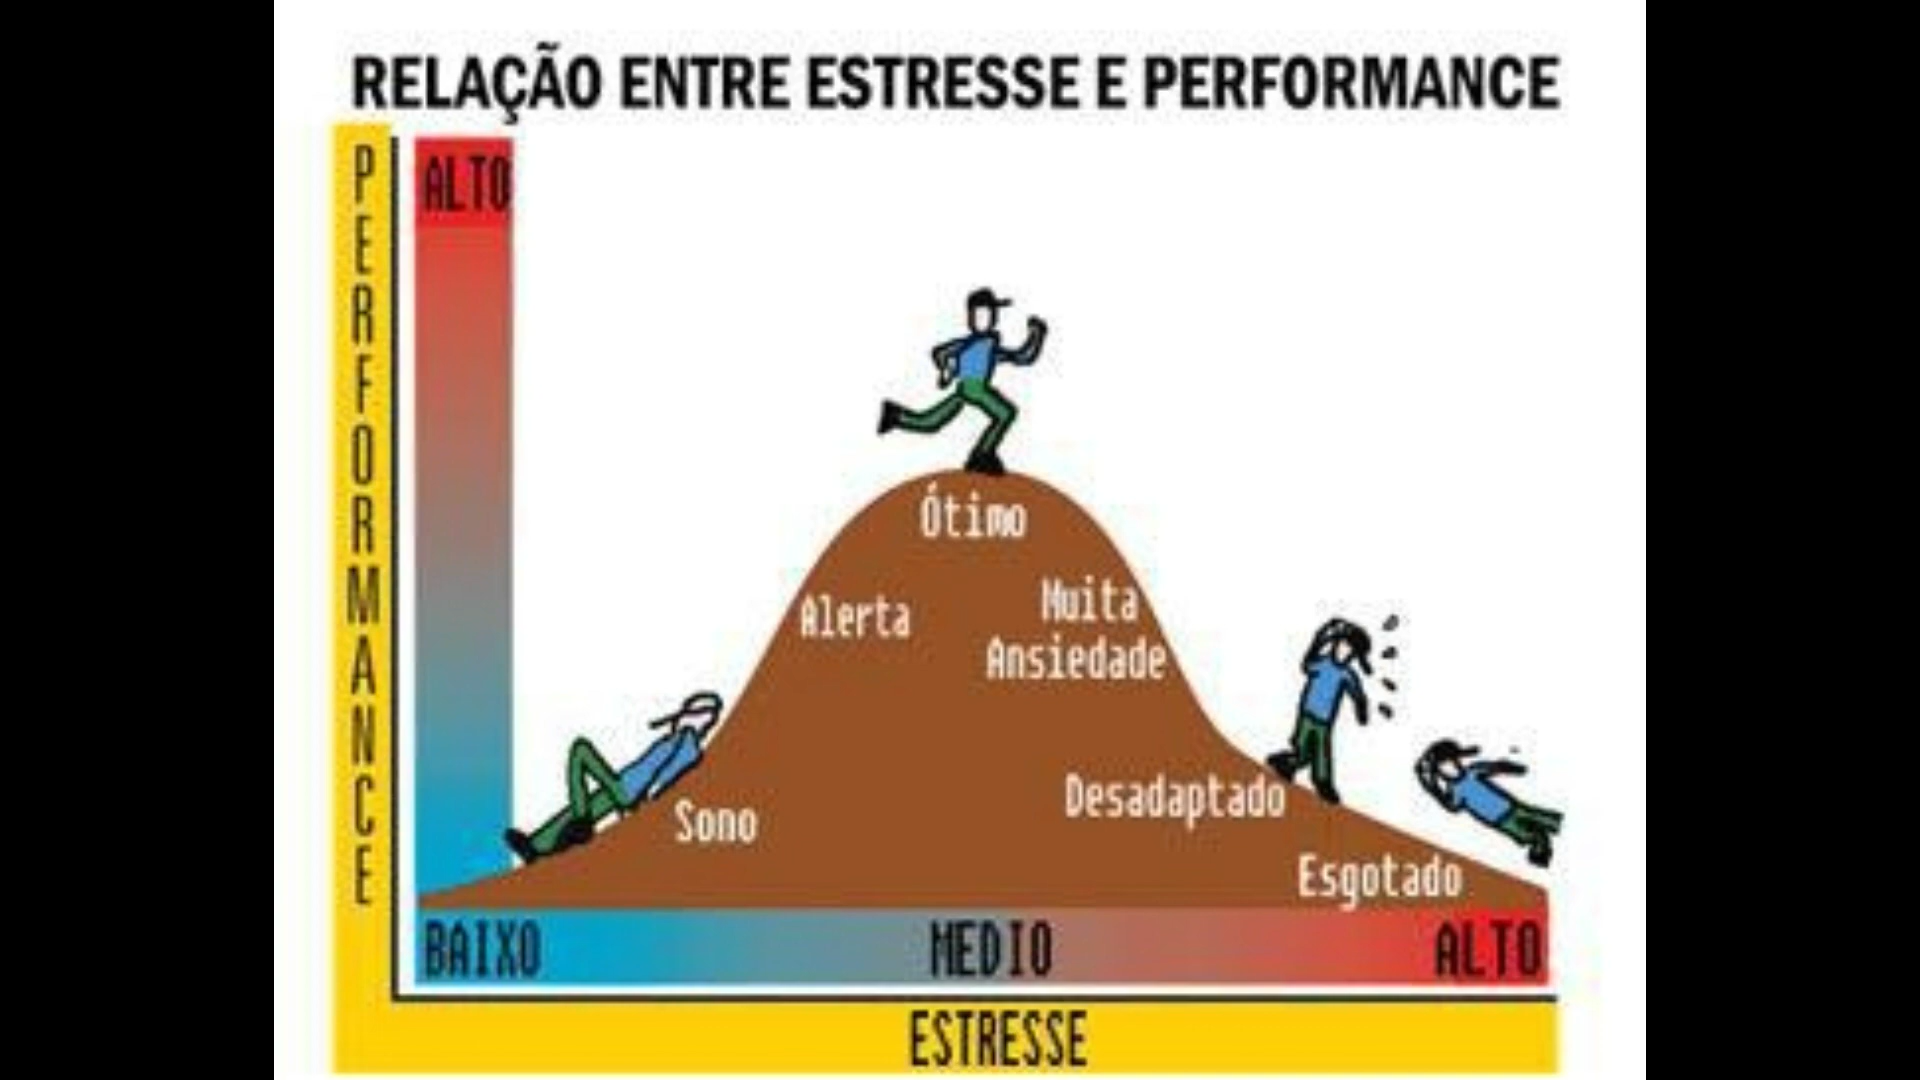 RELAÇÃO ENTRE ESTRESSE E PERFORMANCE
PERFORMANCE
ALTO
Ótimo
Alerta
Muita
Ansiedade
Sono
Desadaptado
Esgotado
BAIXO
MEDIO
ALTO
ESTRESSE